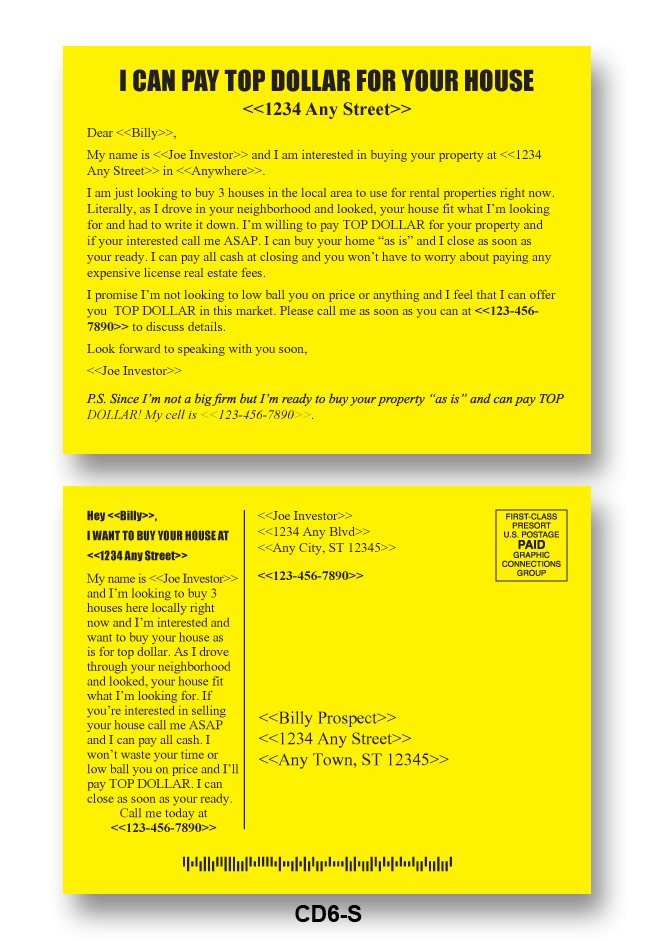 I CAN PAY TOP DOLLAR FOR YOUR HOUSE
<<1234 Any Street>>
Dear <<Billy>>,
My name is <<Joe Investor>> and I am interested in buying your property at <<1234
Any Street>> in <<Anywhere>>.
I am just looking to buy 3 houses in the local area to use for rental properties right now.
Literally, as I drove in your neighborhood and looked, your house fit what I’m looking
for and had to write it down. I’m willing to pay TOP DOLLAR for your property and
if your interested call me ASAP. I can buy your home “as is” and I close as soon as
your ready. I can pay all cash at closing and you won’t have to worry about paying any
expensive license real estate fees.
I promise I’m not looking to low ball you on price or anything and I feel that I can offer
you  TOP DOLLAR in this market. Please call me as soon as you can at <<123-456-
7890>> to discuss details.
Look forward to speaking with you soon,
<<Joe Investor>>
P.S. Since I’m not a big firm but I’m ready to buy your property “as is” and can pay TOP
DOLLAR! My cell is <<123-456-7890>>.
Hey <<Billy>>,
I WANT TO BUY YOUR HOUSE AT
<<1234 Any Street>>
My name is <<Joe Investor>>
and I’m looking to buy 3
houses here locally right
now and I’m interested and
want to buy your house as
is for top dollar. As I drove
through your neighborhood
and looked, your house fit
what I’m looking for. If
you’re interested in selling
your house call me ASAP
and I can pay all cash. I
won’t waste your time or
low ball you on price and I’ll
pay TOP DOLLAR. I can
close as soon as your ready.
Call me today at
<<123-456-7890>>
<<Joe Investor>>
<<1234 Any Blvd>>
<<Any City, ST 12345>>
<<123-456-7890>>
FIRST-CLASS
PRESORT
U.S. POSTAGE
PAID
GRAPHIC
CONNECTIONS
GROUP
<<Billy Prospect>>
<<1234 Any Street>>
<<Any Town, ST 12345>>
CD6-S